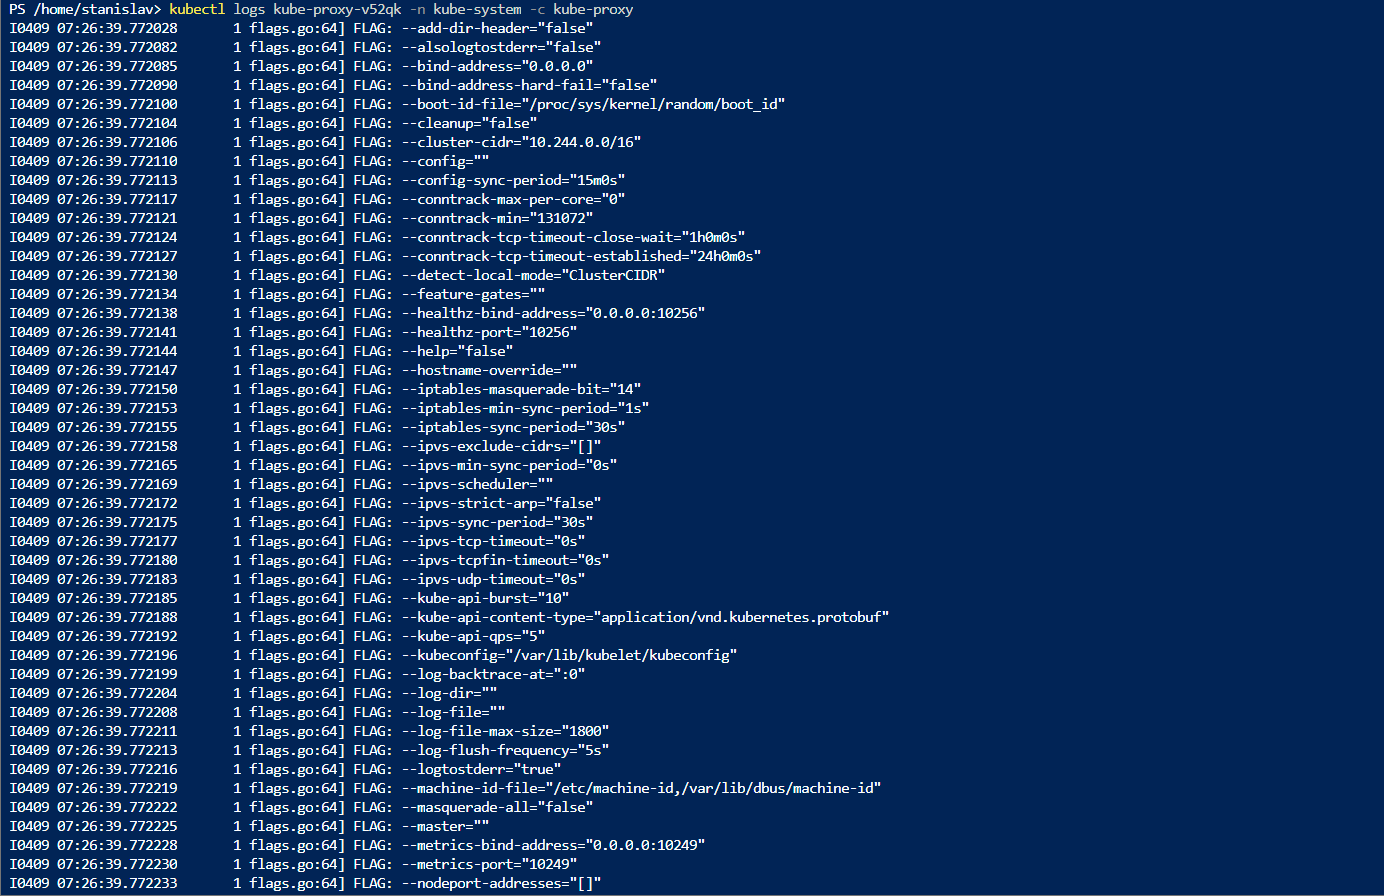 PS /home/stanislav> kubectl logs kube-proxy-v52qk -n kube-system -c kube-proxy
I0409 07:26:39.772028       1 flags.go:64] FLAG: --add-dir-header="false"
I0409 07:26:39.772082       1 flags.go:64] FLAG: --alsologtostderr="false"
I0409 07:26:39.772085       1 flags.go:64] FLAG: --bind-address="0.0.0.0"
I0409 07:26:39.772090       1 flags.go:64] FLAG: --bind-address-hard-fail="false"
I0409 07:26:39.772100       1 flags.go:64] FLAG: --boot-id-file="/proc/sys/kernel/random/boot_id"
I0409 07:26:39.772104       1 flags.go:64] FLAG: --cleanup="false"
I0409 07:26:39.772106       1 flags.go:64] FLAG: --cluster-cidr="10.244.0.0/16"
I0409 07:26:39.772110       1 flags.go:64] FLAG: --config=""
I0409 07:26:39.772113       1 flags.go:64] FLAG: --config-sync-period="15m0s"
I0409 07:26:39.772117       1 flags.go:64] FLAG: --conntrack-max-per-core="0"
I0409 07:26:39.772121       1 flags.go:64] FLAG: --conntrack-min="131072"
I0409 07:26:39.772124       1 flags.go:64] FLAG: --conntrack-tcp-timeout-close-wait="1h0m0s"
I0409 07:26:39.772127       1 flags.go:64] FLAG: --conntrack-tcp-timeout-established="24h0m0s"
I0409 07:26:39.772130       1 flags.go:64] FLAG: --detect-local-mode="ClusterCIDR"
I0409 07:26:39.772134       1 flags.go:64] FLAG: --feature-gates=""
I0409 07:26:39.772138       1 flags.go:64] FLAG: --healthz-bind-address="0.0.0.0:10256"
I0409 07:26:39.772141       1 flags.go:64] FLAG: --healthz-port="10256"
I0409 07:26:39.772144       1 flags.go:64] FLAG: --help="false"
I0409 07:26:39.772147       1 flags.go:64] FLAG: --hostname-override=""
I0409 07:26:39.772150       1 flags.go:64] FLAG: --iptables-masquerade-bit="14"
I0409 07:26:39.772153       1 flags.go:64] FLAG: --iptables-min-sync-period="1s"
I0409 07:26:39.772155       1 flags.go:64] FLAG: --iptables-sync-period="30s"
I0409 07:26:39.772158       1 flags.go:64] FLAG: --ipvs-exclude-cidrs="[]"
I0409 07:26:39.772165       1 flags.go:64] FLAG: --ipvs-min-sync-period="0s"
I0409 07:26:39.772169       1 flags.go:64] FLAG: --ipvs-scheduler=""
I0409 07:26:39.772172       1 flags.go:64] FLAG: --ipvs-strict-arp="false"
I0409 07:26:39.772175       1 flags.go:64] FLAG: --ipvs-sync-period="30s"
I0409 07:26:39.772177       1 flags.go:64] FLAG: --ipvs-tcp-timeout="0s"
I0409 07:26:39.772180       1 flags.go:64] FLAG: --ipvs-tcpfin-timeout="0s"
I0409 07:26:39.772183       1 flags.go:64] FLAG: --ipvs-udp-timeout="0s"
I0409 07:26:39.772185       1 flags.go:64] FLAG: --kube-api-burst="10"
I0409 07:26:39.772188       1 flags.go:64] FLAG: --kube-api-content-type="application/vnd.kubernetes.protobuf"
I0409 07:26:39.772192       1 flags.go:64] FLAG: --kube-api-qps="5"
I0409 07:26:39.772196       1 flags.go:64] FLAG: --kubeconfig="/var/lib/kubelet/kubeconfig"
I0409 07:26:39.772199       1 flags.go:64] FLAG: --log-backtrace-at=":0"
I0409 07:26:39.772204       1 flags.go:64] FLAG: --log-dir=""
I0409 07:26:39.772208       1 flags.go:64] FLAG: --log-file=""
I0409 07:26:39.772211       1 flags.go:64] FLAG: --log-file-max-size="1800"
I0409 07:26:39.772213       1 flags.go:64] FLAG: --log-flush-frequency="5s"
I0409 07:26:39.772216       1 flags.go:64] FLAG: --logtostderr="true"
I0409 07:26:39.772219       1 flags.go:64] FLAG: --machine-id-file="/etc/machine-id,/var/lib/dbus/machine-id"
I0409 07:26:39.772222       1 flags.go:64] FLAG: --masquerade-all="false"
I0409 07:26:39.772225       1 flags.go:64] FLAG: --master=""
I0409 07:26:39.772228       1 flags.go:64] FLAG: --metrics-bind-address="0.0.0.0:10249"
I0409 07:26:39.772230       1 flags.go:64] FLAG: --metrics-port="10249"
I0409 07:26:39.772233       1 flags.go:64] FLAG: --nodeport-addresses="[]"